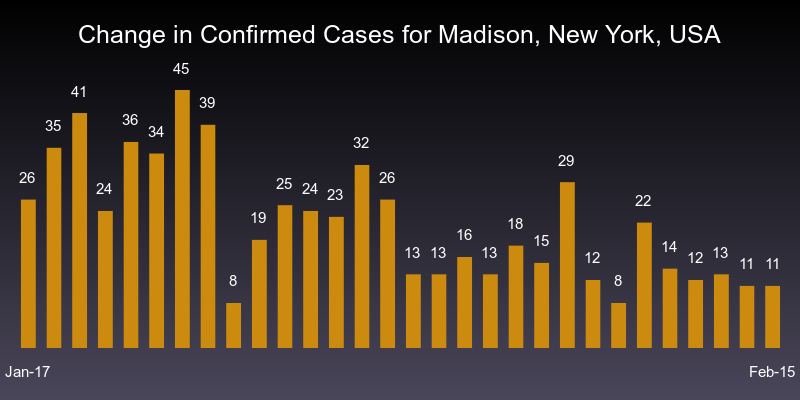 Change in Confirmed Cases for Madison, New York, USA
26 35 41 24 36 34 45 39 8 19 25 24 23 32 26 13 13 16 13 18 15 29 12 8 22 14 12 13 11 11
Jan-17 Feb-15